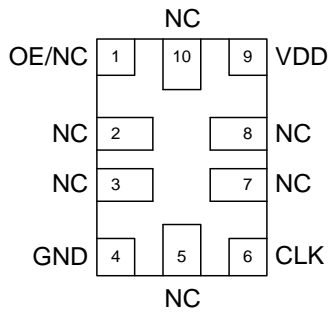 NC
OE/NC 1 10 9 VDD
NC 2 8 NC
NC 3 7 NC
GND 4 5 6 CLK
NC